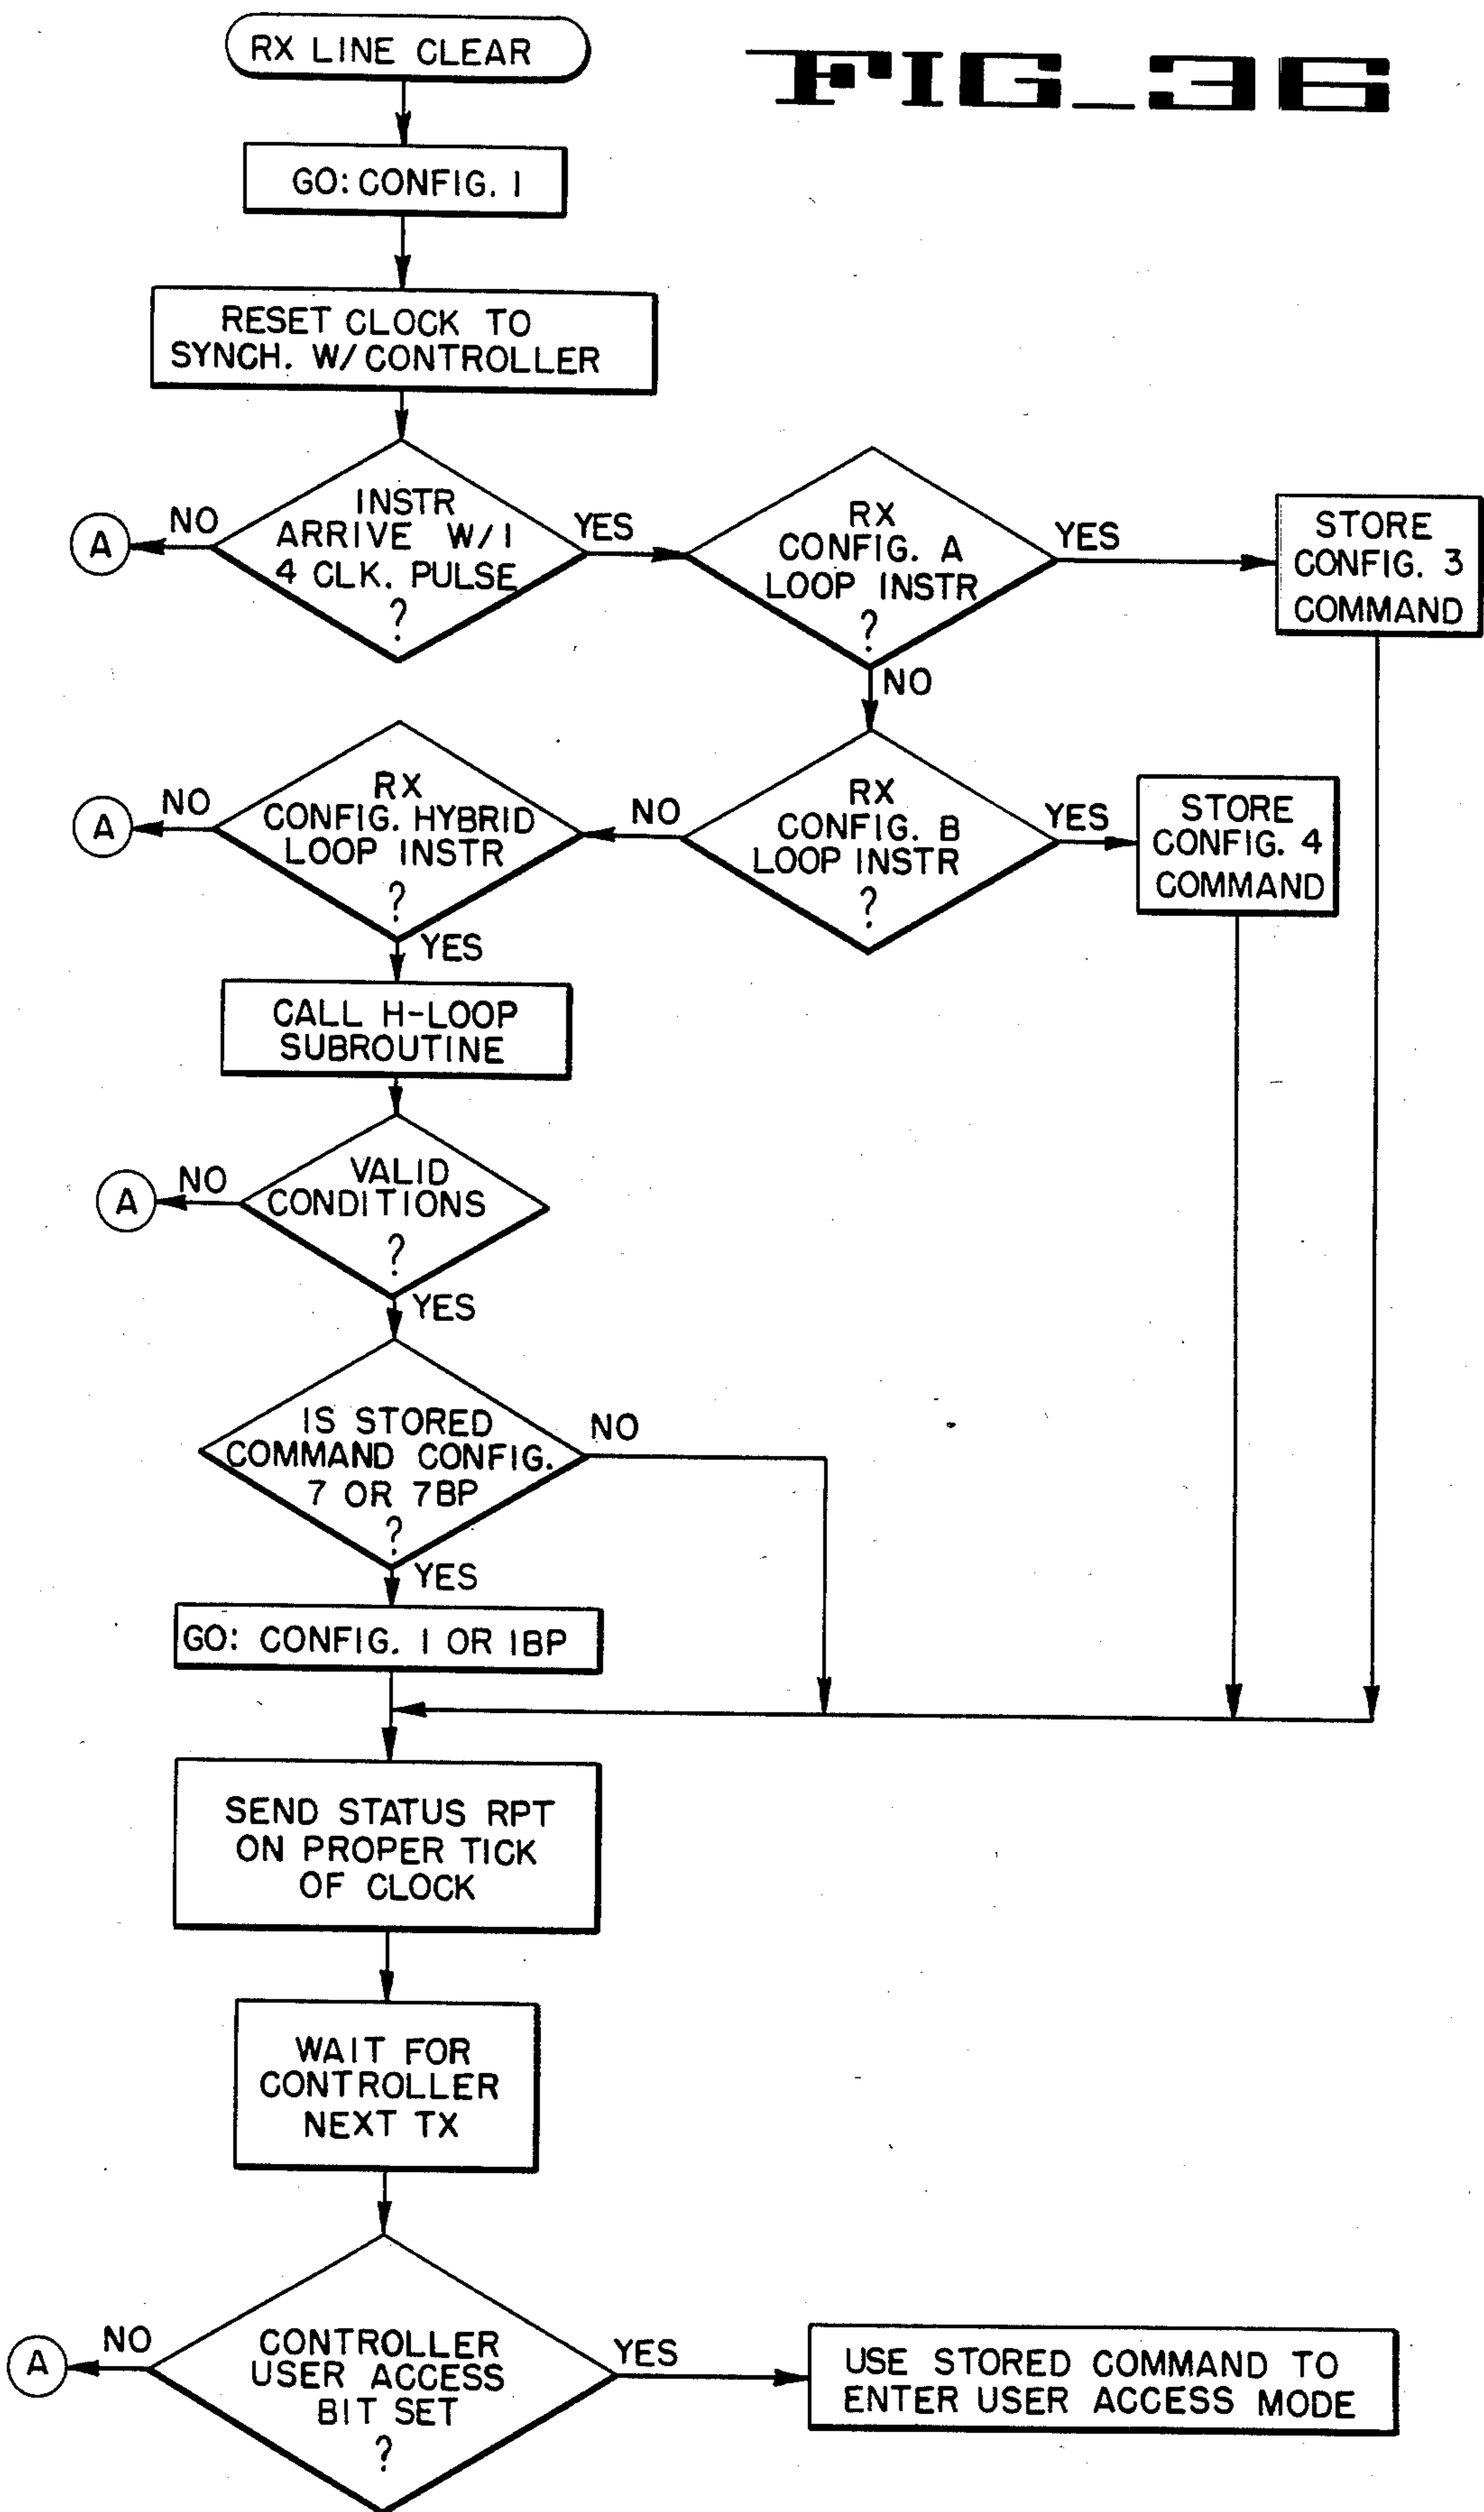 RX LINE CLEAR
FIG_36
GO: CONFIG. 1
RESET CLOCK TO
SYNCH. W/CONTROLLER
INSTR
ARRIVE W/I
4 CLK. PULSE
?
NO
A
YES
RX
CONFIG. A
LOOP INSTR
?
YES
STORE
CONFIG. 3
COMMAND
NO
RX
CONFIG. B
LOOP INSTR
?
YES
STORE
CONFIG. 4
COMMAND
NO
RX
CONFIG. HYBRID
LOOP INSTR
?
NO
A
YES
CALL H-LOOP
SUBROUTINE
VALID
CONDITIONS
?
NO
A
YES
IS STORED
COMMAND CONFIG.
7 OR 7BP
?
NO
YES
GO: CONFIG. 1 OR 1BP
SEND STATUS RPT
ON PROPER TICK
OF CLOCK
WAIT FOR
CONTROLLER
NEXT TX
CONTROLLER
USER ACCESS
BIT SET
?
NO
A
YES
USE STORED COMMAND TO
ENTER USER ACCESS MODE